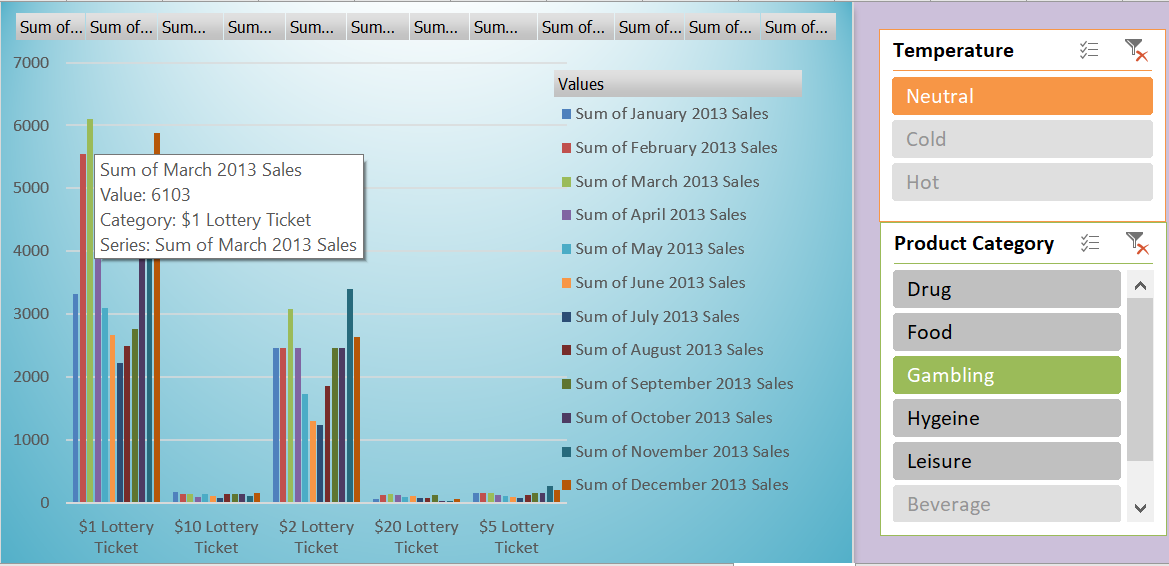 Sum of... Sum of... Sum... Sum... Sum... Sum... Sum... Sum... Sum of... Sum of... Sum of... Sum of...
7000
6000
5000
4000
3000
2000
1000
0
Sum of March 2013 Sales
Value: 6103
Category: $1 Lottery Ticket
Series: Sum of March 2013 Sales
$1 Lottery Ticket
$10 Lottery Ticket
$2 Lottery Ticket
$20 Lottery Ticket
$5 Lottery Ticket
Values
Sum of January 2013 Sales
Sum of February 2013 Sales
Sum of March 2013 Sales
Sum of April 2013 Sales
Sum of May 2013 Sales
Sum of June 2013 Sales
Sum of July 2013 Sales
Sum of August 2013 Sales
Sum of September 2013 Sales
Sum of October 2013 Sales
Sum of November 2013 Sales
Sum of December 2013 Sales
Temperature
Neutral
Cold
Hot
Product Category
Drug
Food
Gambling
Hygeine
Leisure
Beverage